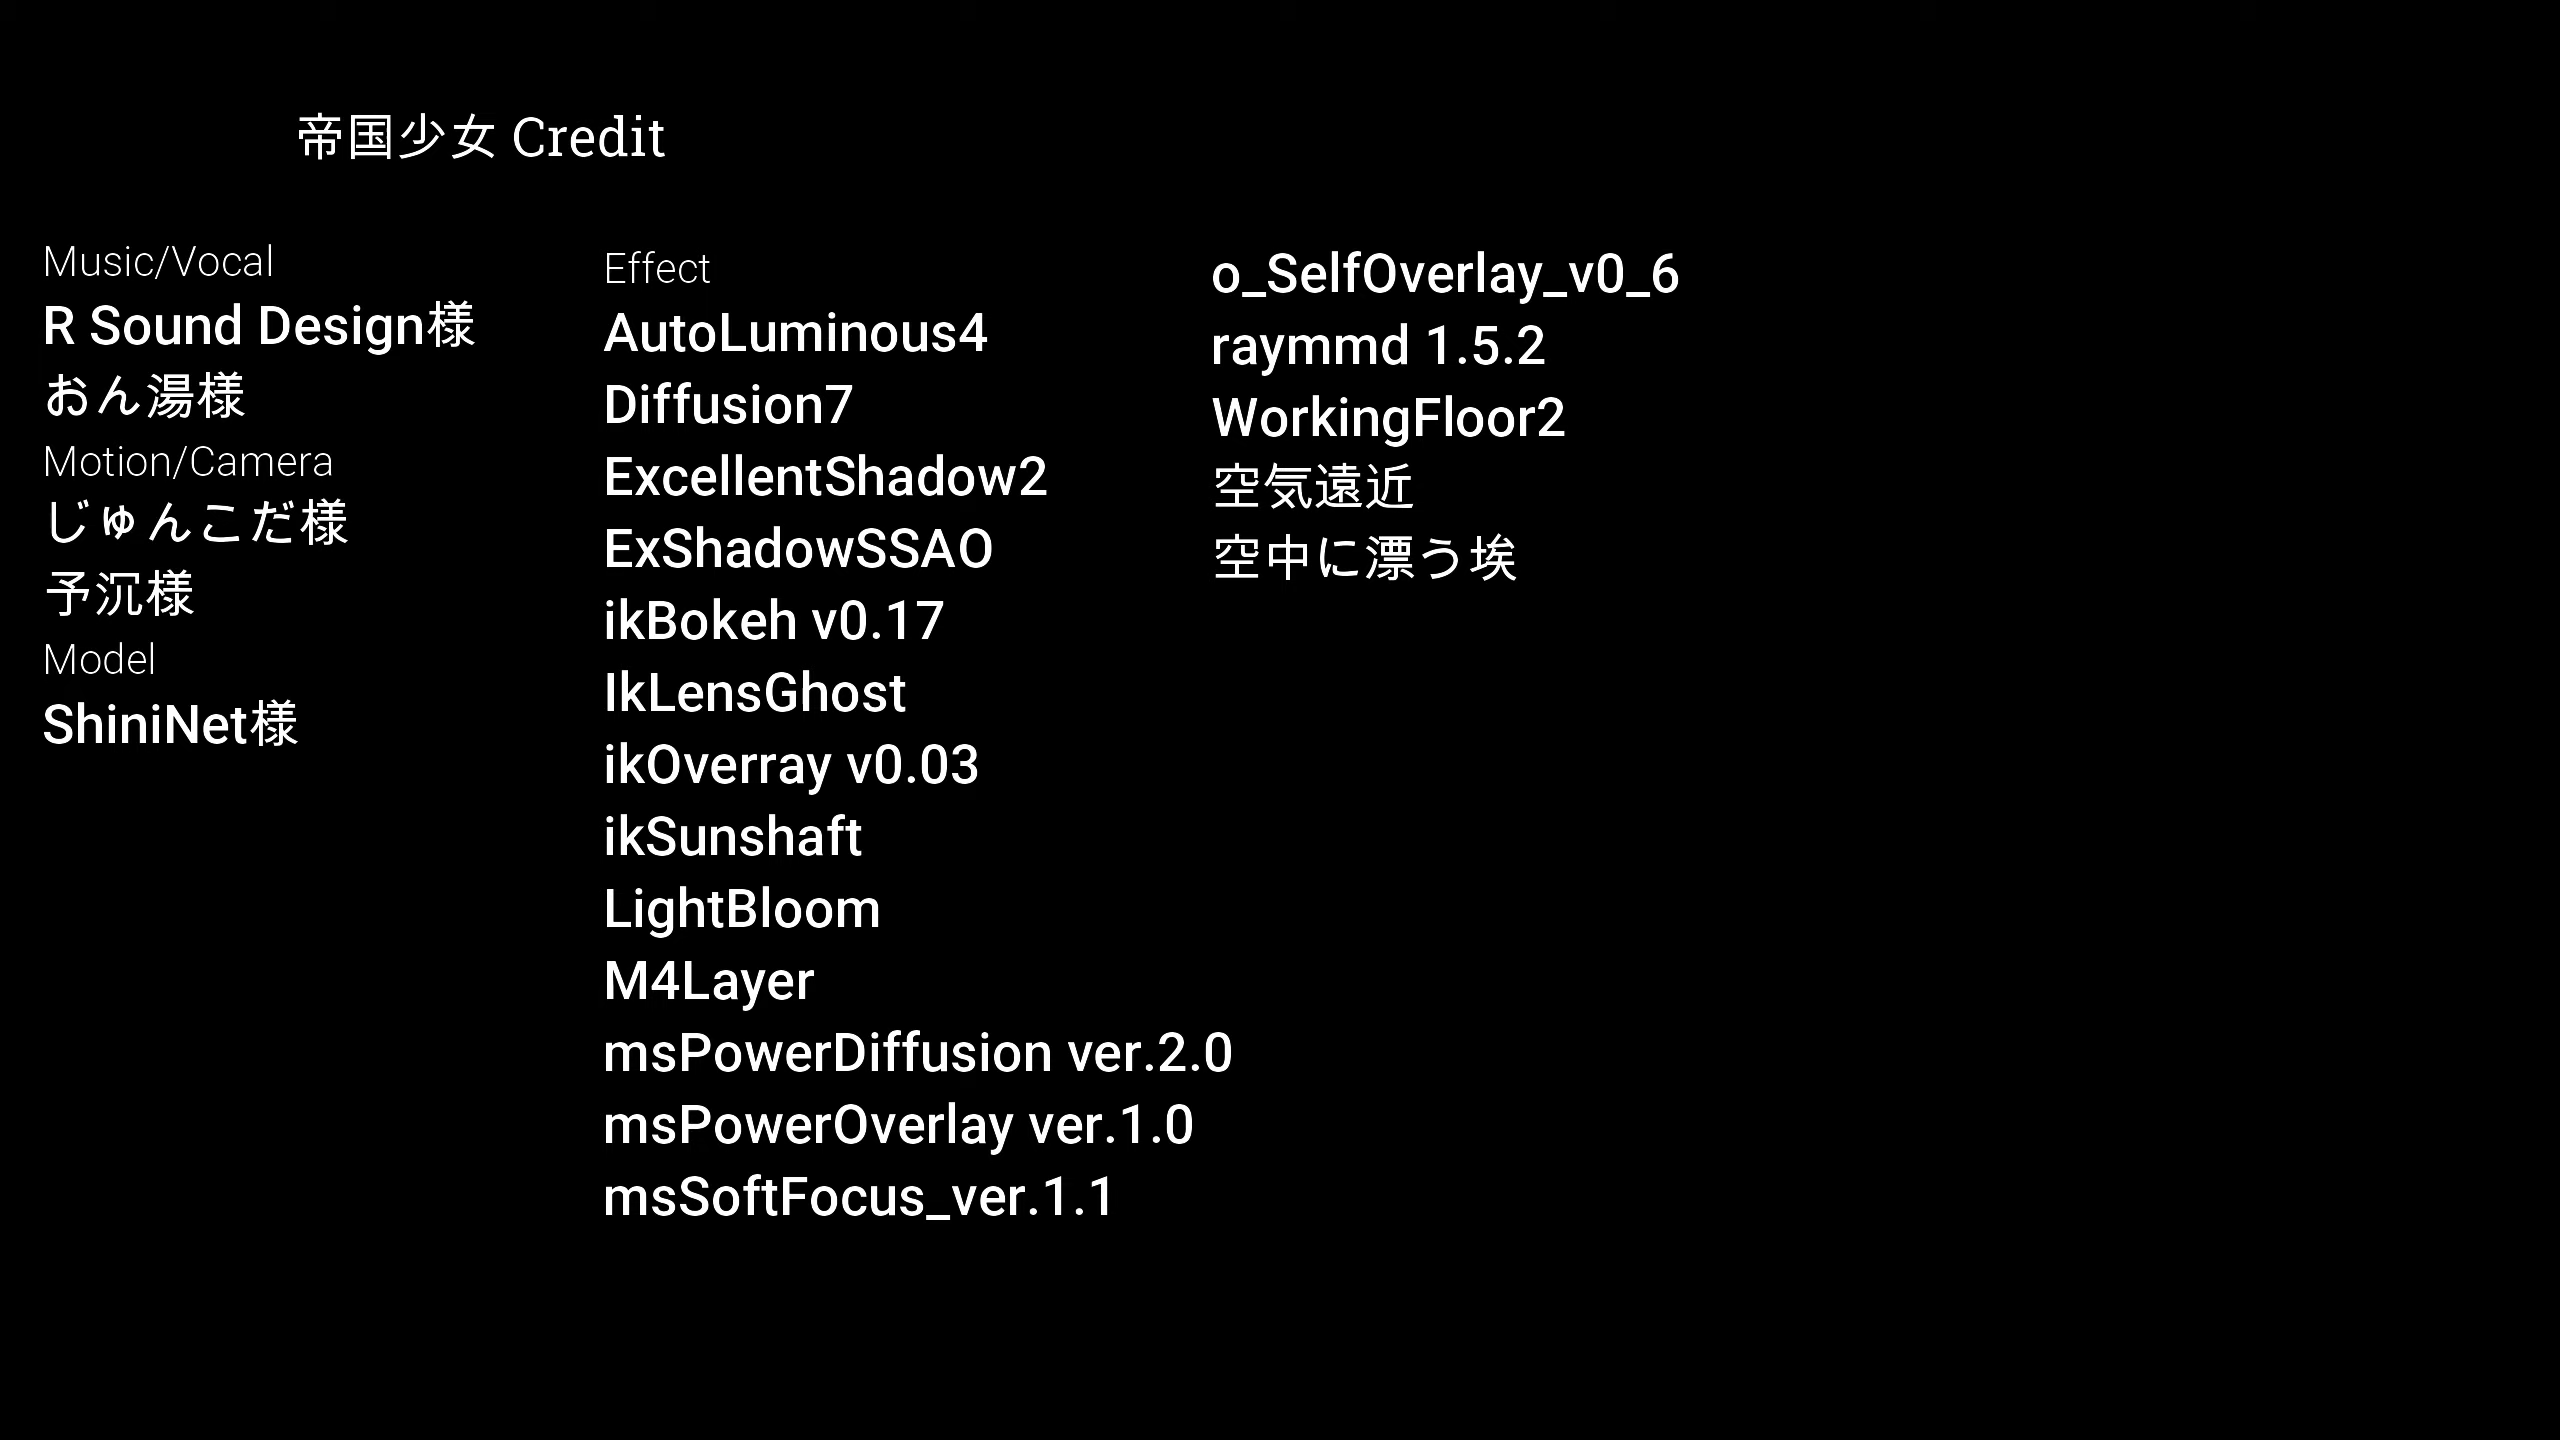 帝国少女 Credit
Music/Vocal
R Sound Design様
おん湯様
Motion/Camera
じゅんこだ様
予沉様
Model
ShiniNet様
Effect
AutoLuminous4
Diffusion7
ExcellentShadow2
ExShadowSSAO
ikBokeh v0.17
IkLensGhost
ikOverray v0.03
ikSunshaft
LightBloom
M4Layer
msPowerDiffusion ver.2.0
msPowerOverlay ver.1.0
msSoftFocus_ver.1.1
o_SelfOverlay_v0_6
raymmd 1.5.2
WorkingFloor2
空気遠近
空中に漂う埃